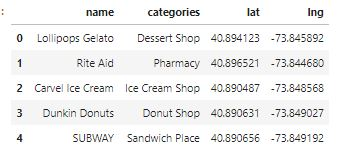 :
name categories lat lng
0 Lollipops Gelato Dessert Shop 40.894123 -73.845892
1 Rite Aid Pharmacy 40.896521 -73.844680
2 Carvel Ice Cream Ice Cream Shop 40.890487 -73.848568
3 Dunkin Donuts Donut Shop 40.890631 -73.849027
4 SUBWAY Sandwich Place 40.890656 -73.849192